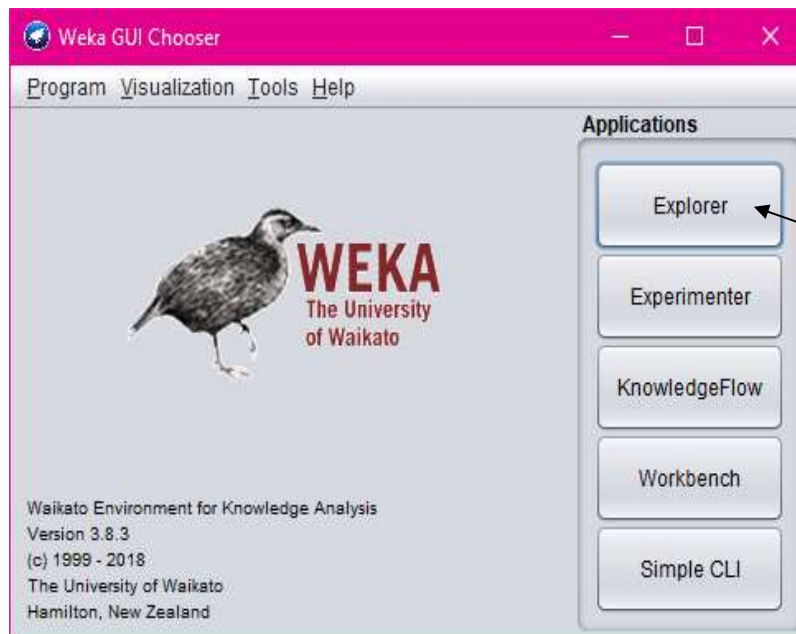 Weka GUI Chooser
Program Visualization Tools Help
Applications
Explorer
Experimenter
KnowledgeFlow
Workbench
Simple CLI
WEKA
The University
of Waikato
Waikato Environment for Knowledge Analysis
Version 3.8.3
(c) 1999 - 2018
The University of Waikato
Hamilton, New Zealand